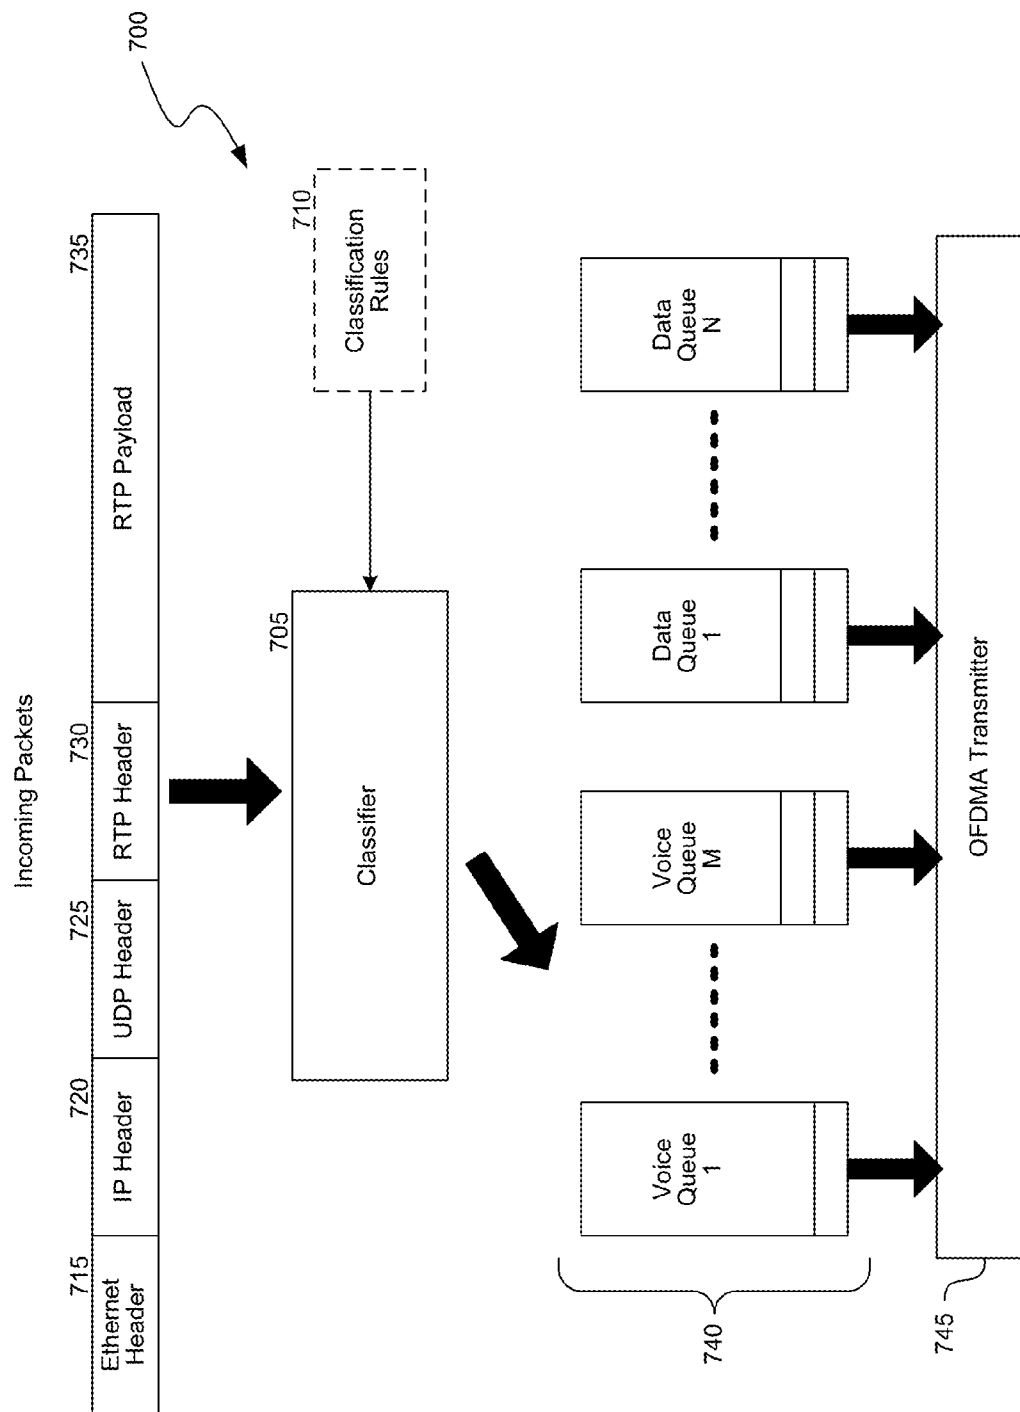 700
Incoming Packets
715
720
725
730
735
Ethernet
Header
IP Header
UDP Header
RTP Header
RTP Payload
705
Classifier
710
Classification
Rules
740
Voice
Queue
1
Voice
Queue
M
Data
Queue
1
Data
Queue
N
745
OFDMA Transmitter